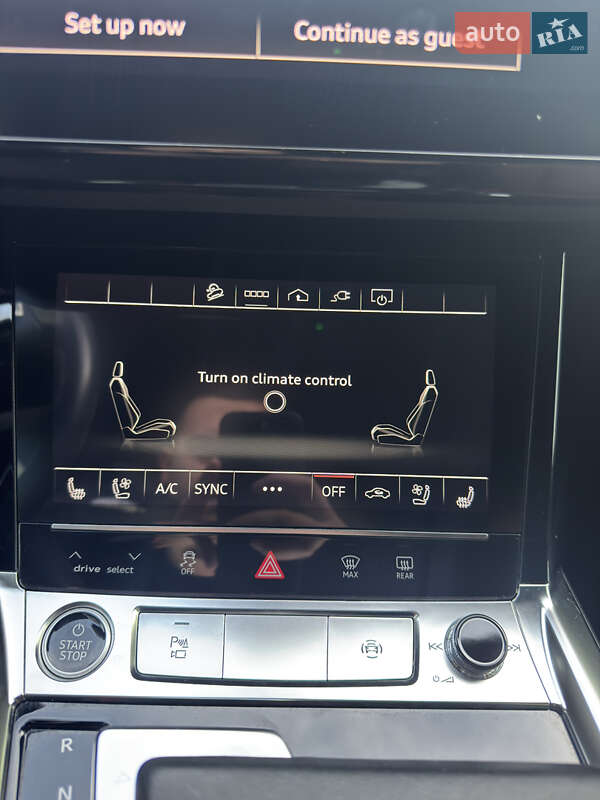 Set up now
Continue as guest
auto RIA
.com
Turn on climate control
A/C SYNC ••• OFF
drive select
OFF
MAX
REAR
START
STOP
P
R
N